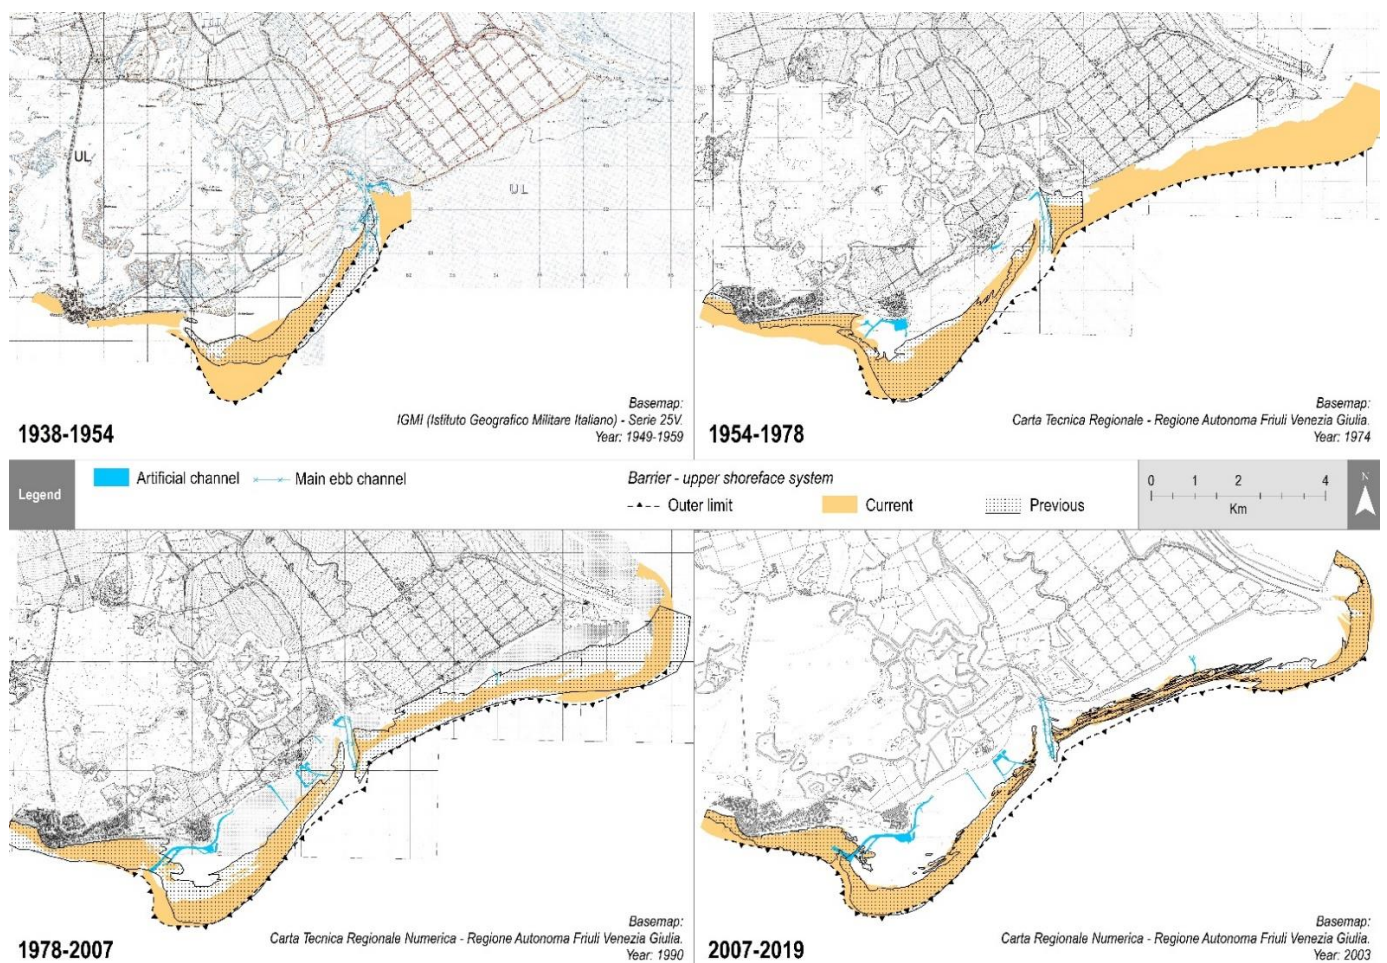 UL
UL
Basemap:
IGMI (Istituto Geografico Militare Italiano) - Serie 25V.
1938-1954
Year: 1949-1959
Basemap:
Carta Tecnica Regionale - Regione Autonoma Friuli Venezia Giulia.
1954-1978
Year: 1974
Legend
Artificial channel
Main ebb channel
Barrier - upper shoreface system
Outer limit
Current
Previous
0 1 2 4
Km
N
Basemap:
Carta Tecnica Regionale Numerica - Regione Autonoma Friuli Venezia Giulia.
1978-2007
Year: 1990
Basemap:
Carta Regionale Numerica - Regione Autonoma Friuli Venezia Giulia.
2007-2019
Year: 2003